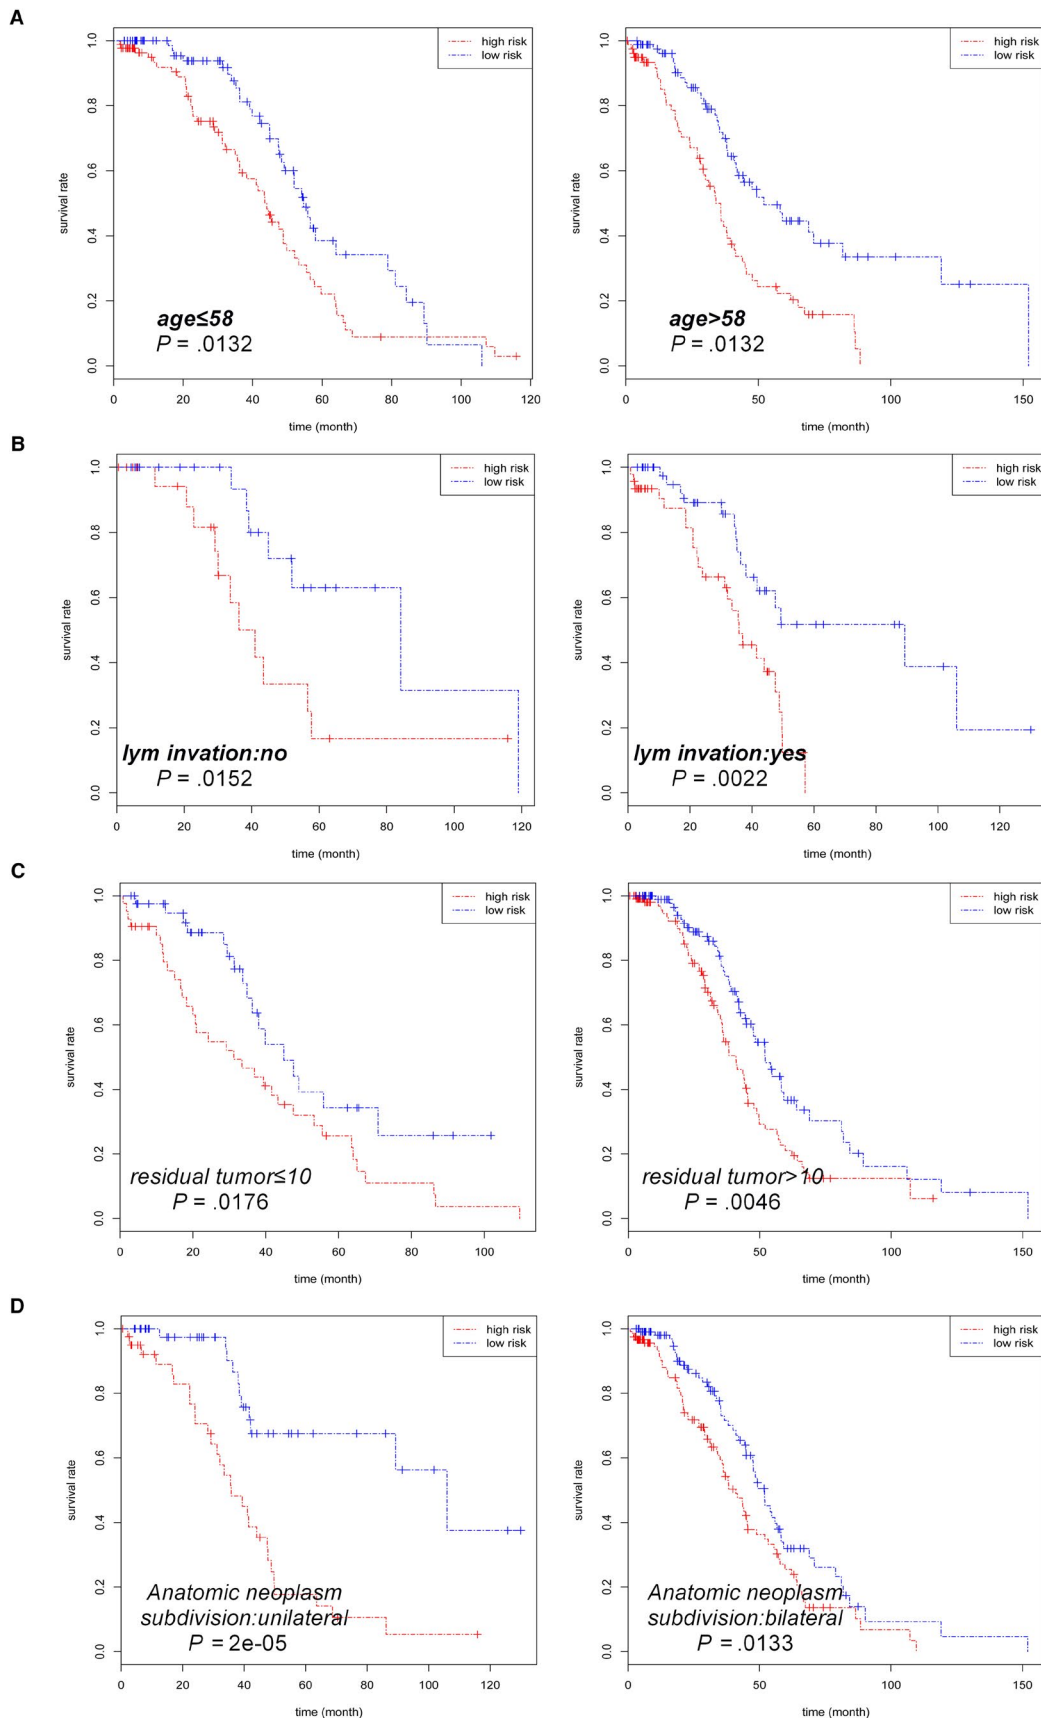 A
1.0
0.8
0.6
0.4
0.2
0.0
survival rate
high risk
low risk
age≤58
P = .0132
0 20 40 60 80 100 120
time (month)
1.0
0.8
0.6
0.4
0.2
0.0
survival rate
high risk
low risk
age>58
P = .0132
0 50 100 150
time (month)
B
1.0
0.8
0.6
0.4
0.2
0.0
survival rate
high risk
low risk
lym invation:no
P = .0152
0 20 40 60 80 100 120
time (month)
1.0
0.8
0.6
0.4
0.2
0.0
survival rate
high risk
low risk
lym invation:yes
P = .0022
0 20 40 60 80 100 120
time (month)
C
1.0
0.8
0.6
0.4
0.2
0.0
survival rate
high risk
low risk
residual tumor≤10
P = .0176
0 20 40 60 80 100
time (month)
1.0
0.8
0.6
0.4
0.2
0.0
survival rate
high risk
low risk
residual tumor>10
P = .0046
0 50 100 150
time (month)
D
1.0
0.8
0.6
0.4
0.2
0.0
survival rate
high risk
low risk
Anatomic neoplasm
subdivision:unilateral
P = 2e-05
0 20 40 60 80 100 120
time (month)
1.0
0.8
0.6
0.4
0.2
0.0
survival rate
high risk
low risk
Anatomic neoplasm
subdivision:bilateral
P = .0133
0 50 100 150
time (month)